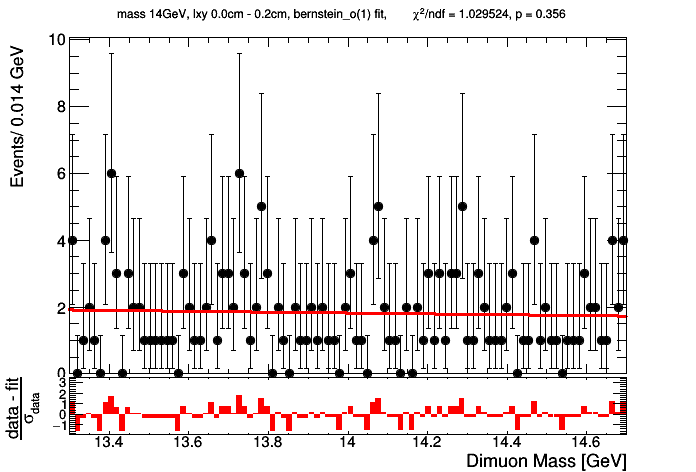 mass 14GeV, lxy 0.0cm - 0.2cm, bernstein_o(1) fit, χ²/ndf = 1.029524, p = 0.356
Events/ 0.014 GeV
10
8
6
4
2
0
data - fit
σdata
3
2
1
0
−1
13.4 13.6 13.8 14 14.2 14.4 14.6
Dimuon Mass [GeV]